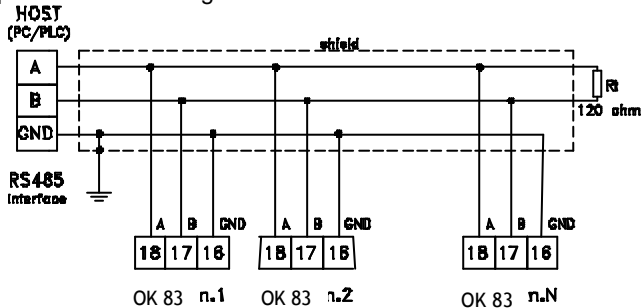 HOST
(PC/PLC)
shield
A
B
GND
Rt
120 ohm
RS485
interface
A B GND
18 17 16
OK 83 n.1
A B GND
18 17 16
OK 83 n.2
A B GND
18 17 16
OK 83 n.N